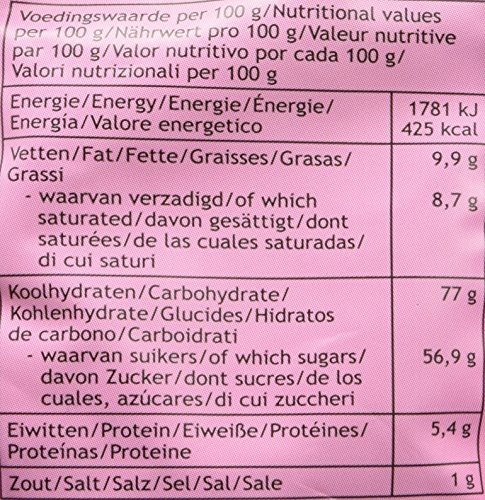 Voedingswaarde per 100 g/Nutritional values
per 100 g/Nährwert pro 100 g/Valeur nutritive
par 100 g/Valor nutritivo por cada 100 g/
Valori nutrizionali per 100 g
Energie/Energy/Energie/Énergie/ 1781 kJ
Energía/Valore energetico 425 kcal
Vetten/Fat/Fette/Graisses/Grasas/ 9,9 g
Grassi
- waarvan verzadigd/of which 8,7 g
saturated/davon gesättigt/dont
saturées/de las cuales saturadas/
di cui saturi
Koolhydraten/Carbohydrate/ 77 g
Kohlenhydrate/Glucides/Hidratos
de carbono/Carboidrati
- waarvan suikers/of which sugars/ 56,9 g
davon Zucker/dont sucres/de los
cuales, azúcares/di cui zuccheri
Eiwitten/Protein/Eiweiße/Protéines/ 5,4 g
Proteínas/Proteine
Zout/Salt/Salz/Sel/Sal/Sale 1 g